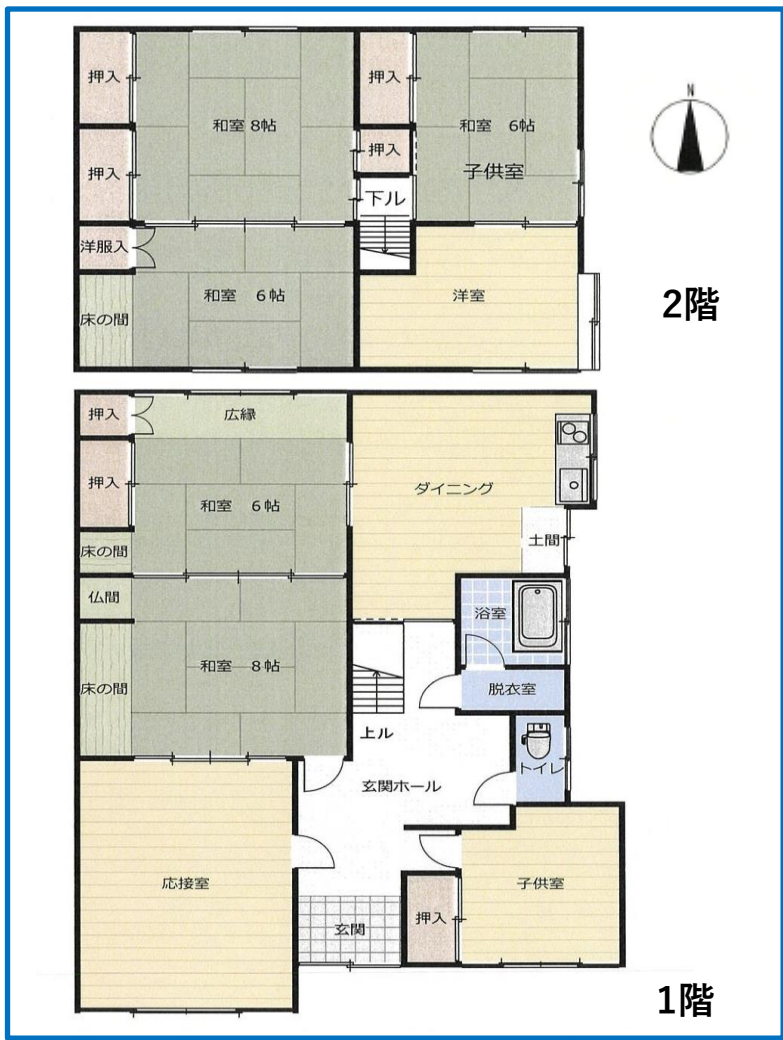 押入
和室 8帖
押入
和室 6帖
N
押入
押入
子供室
下ル
洋服入
和室 6帖
洋室
2階
床の間
押入
広縁
押入
和室 6帖
ダイニング
床の間
土間
仏間
浴室
床の間
和室 8帖
脱衣室
上ル
トイレ
玄関ホール
応接室
子供室
押入
玄関
1階